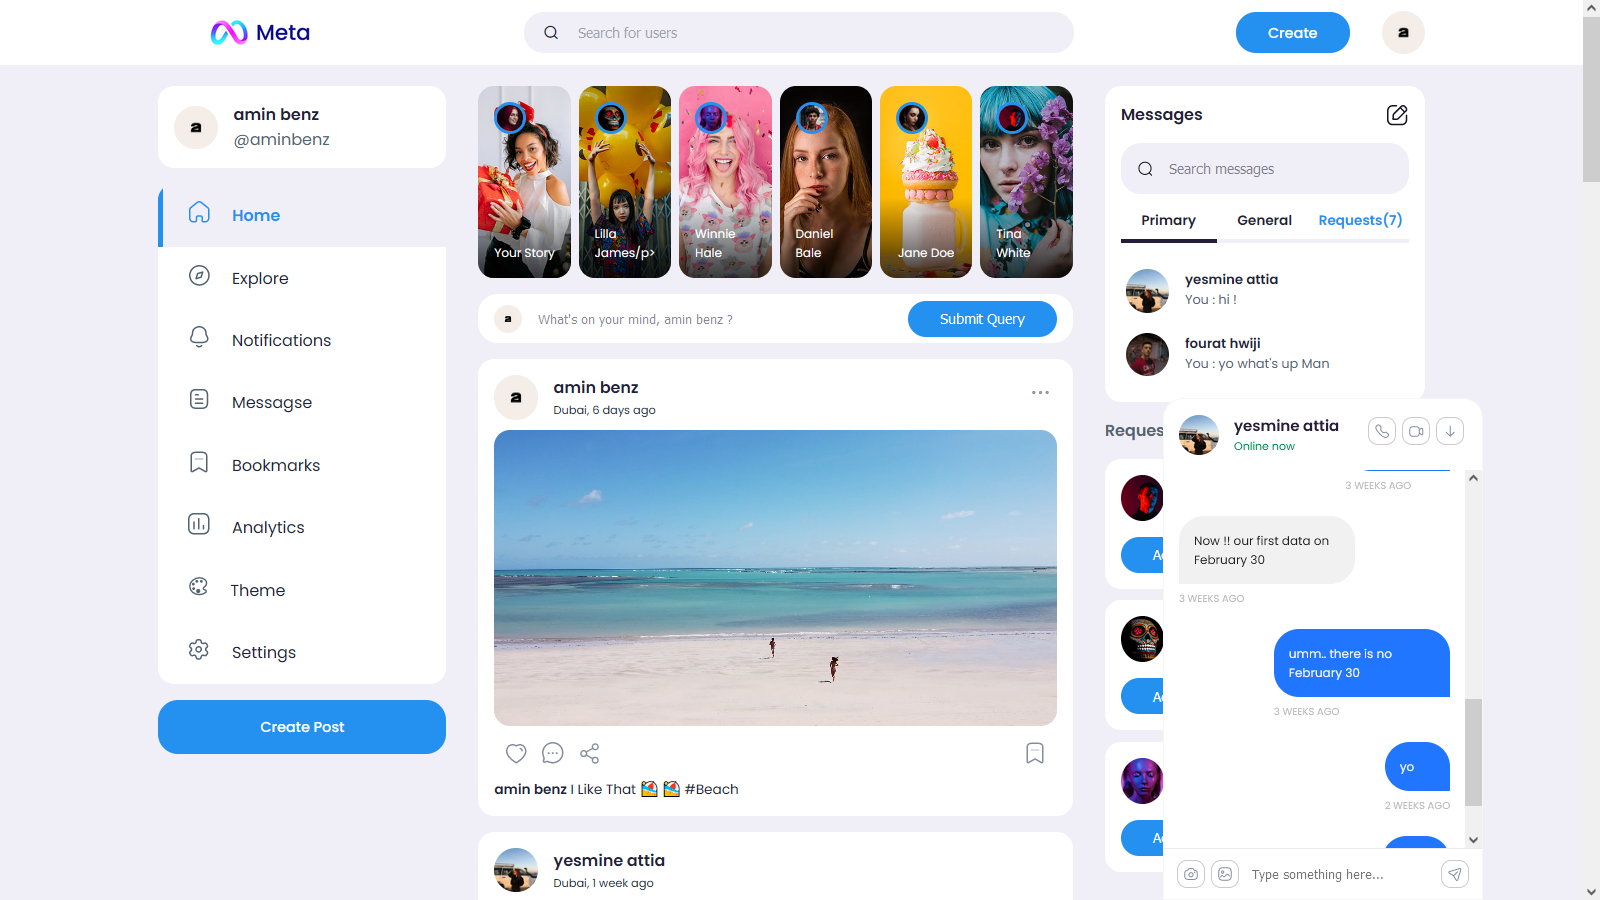 Meta
Search for users
Create
a
a
amin benz
@aminbenz
Home
Explore
Notifications
Messagse
Bookmarks
Analytics
Theme
Settings
Create Post
Your Story
Lilla
James/p>
Winnie
Hale
Daniel
Bale
Jane Doe
Tina
White
a
What's on your mind, amin benz ?
Submit Query
a
amin benz
Dubai, 6 days ago
amin benz I Like That 🏖 🏖 #Beach
yesmine attia
Dubai, 1 week ago
Messages
Search messages
Primary
General
Requests(7)
yesmine attia
You : hi !
fourat hwiji
You : yo what's up Man
yesmine attia
Online now
3 WEEKS AGO
Now !! our first data on
February 30
3 WEEKS AGO
umm.. there is no
February 30
3 WEEKS AGO
yo
2 WEEKS AGO
Type something here...